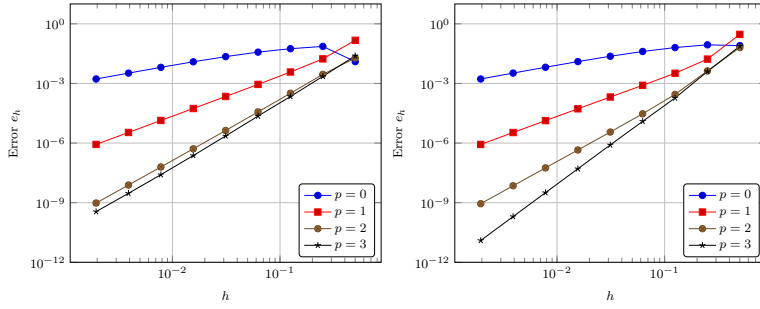 10^0
10^{-3}
10^{-6}
10^{-9}
10^{-12}
Error e_h
10^{-2}
10^{-1}
h
p = 0
p = 1
p = 2
p = 3
10^0
10^{-3}
10^{-6}
10^{-9}
10^{-12}
Error e_h
10^{-2}
10^{-1}
h
p = 0
p = 1
p = 2
p = 3